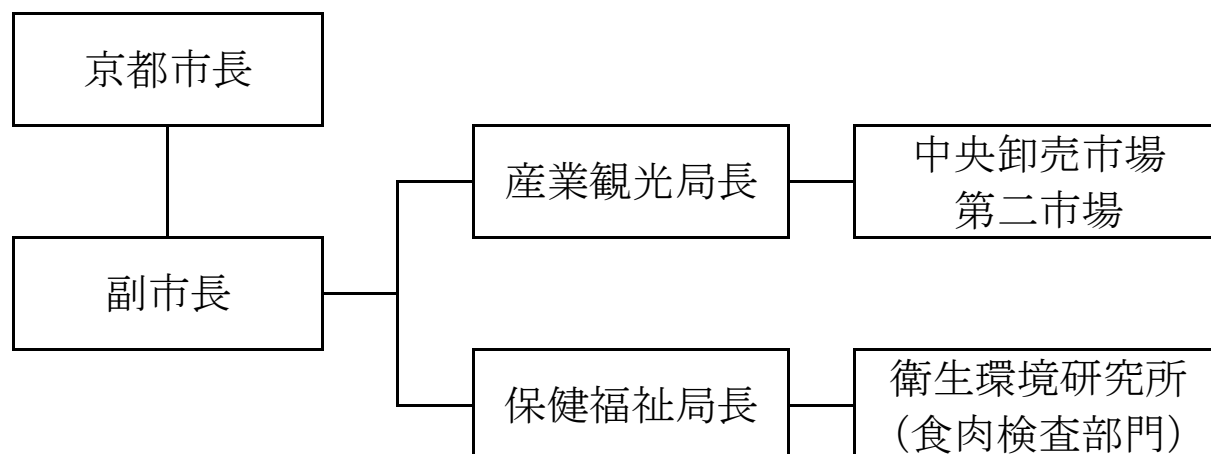 京都市長
副市長
産業観光局長
中央卸売市場
第二市場
保健福祉局長
衛生環境研究所
（食肉検査部門）